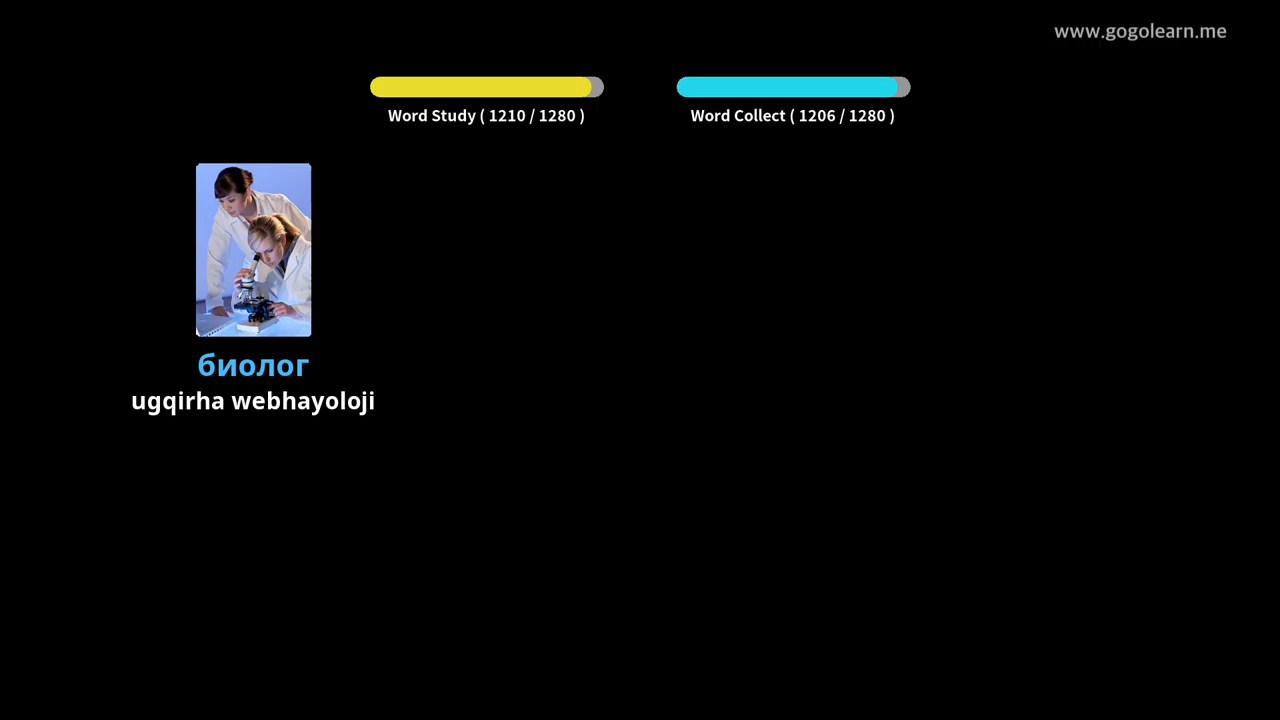 www.gogolearn.me
Word Study ( 1210 / 1280 )
Word Collect ( 1206 / 1280 )
биолог
ugqirha webhayoloji